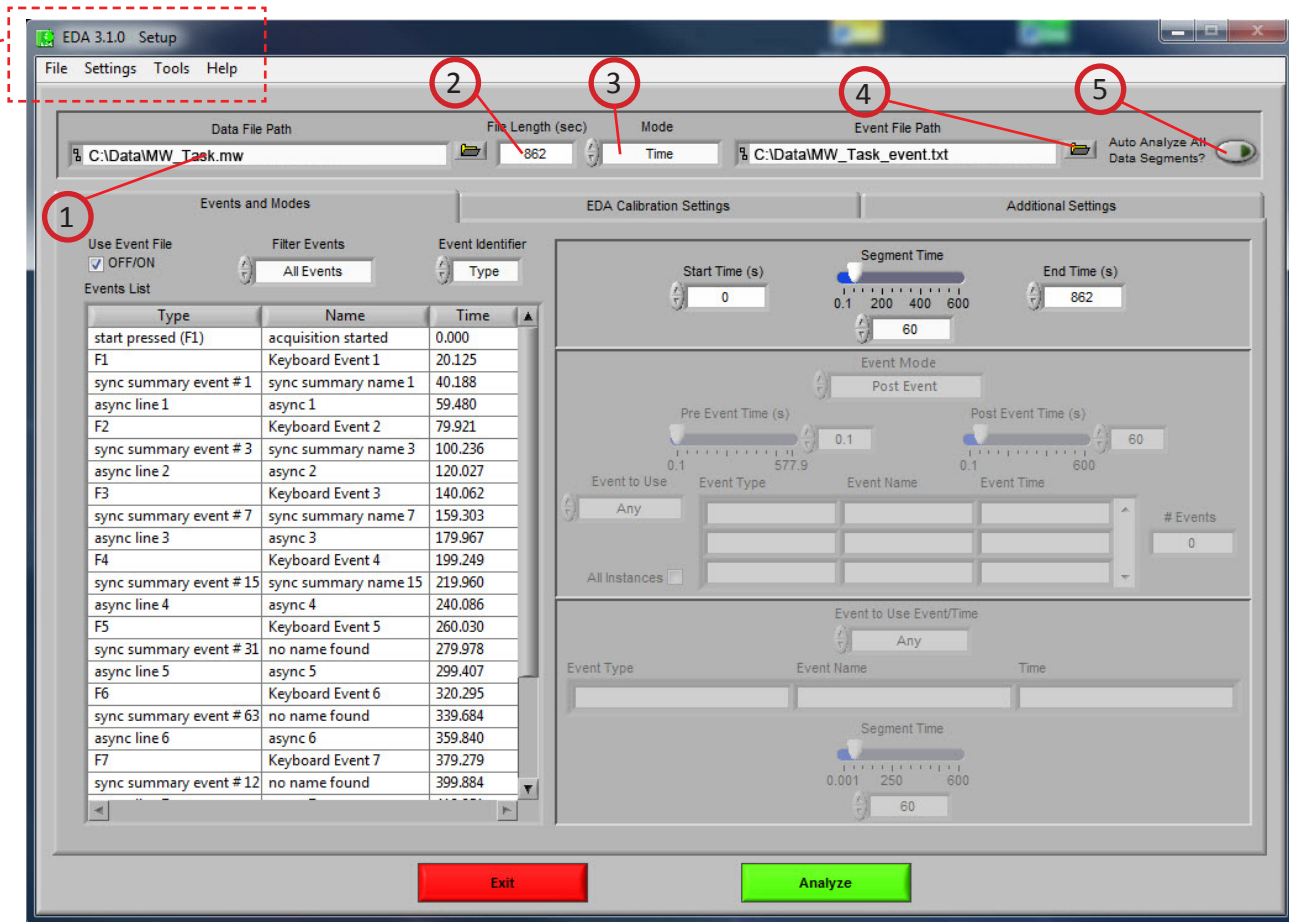 EDA 3.1.0 Setup
File Settings Tools Help
2
3
4
5
Data File Path
File Length (sec)
Mode
Event File Path
C:\Data\MW_Task.mw
862
Time
C:\Data\MW_Task_event.txt
Auto Analyze All
Data Segments?
1
Events and Modes
EDA Calibration Settings
Additional Settings
Use Event File
OFF/ON
Filter Events
All Events
Event Identifier
Type
Events List
Type Name Time
start pressed (F1) acquisition started 0.000
F1 Keyboard Event 1 20.125
sync summary event # 1 sync summary name 1 40.188
async line 1 async 1 59.480
F2 Keyboard Event 2 79.921
sync summary event # 3 sync summary name 3 100.236
async line 2 async 2 120.027
F3 Keyboard Event 3 140.062
sync summary event # 7 sync summary name 7 159.303
async line 3 async 3 179.967
F4 Keyboard Event 4 199.249
sync summary event # 15 sync summary name 15 219.960
async line 4 async 4 240.086
F5 Keyboard Event 5 260.030
sync summary event # 31 no name found 279.978
async line 5 async 5 299.407
F6 Keyboard Event 6 320.295
sync summary event # 63 no name found 339.684
async line 6 async 6 359.840
F7 Keyboard Event 7 379.279
sync summary event # 12 no name found 399.884
Start Time (s)
0
Segment Time
0.1 200 400 600
60
End Time (s)
862
Event Mode
Post Event
Pre Event Time (s)
0.1
0.1 577.9
Post Event Time (s)
60
0.1 600
Event to Use
Any
Event Type Event Name Event Time
# Events
0
All Instances
Event to Use Event/Time
Any
Event Type Event Name Time
Segment Time
0.001 250 600
60
Exit
Analyze